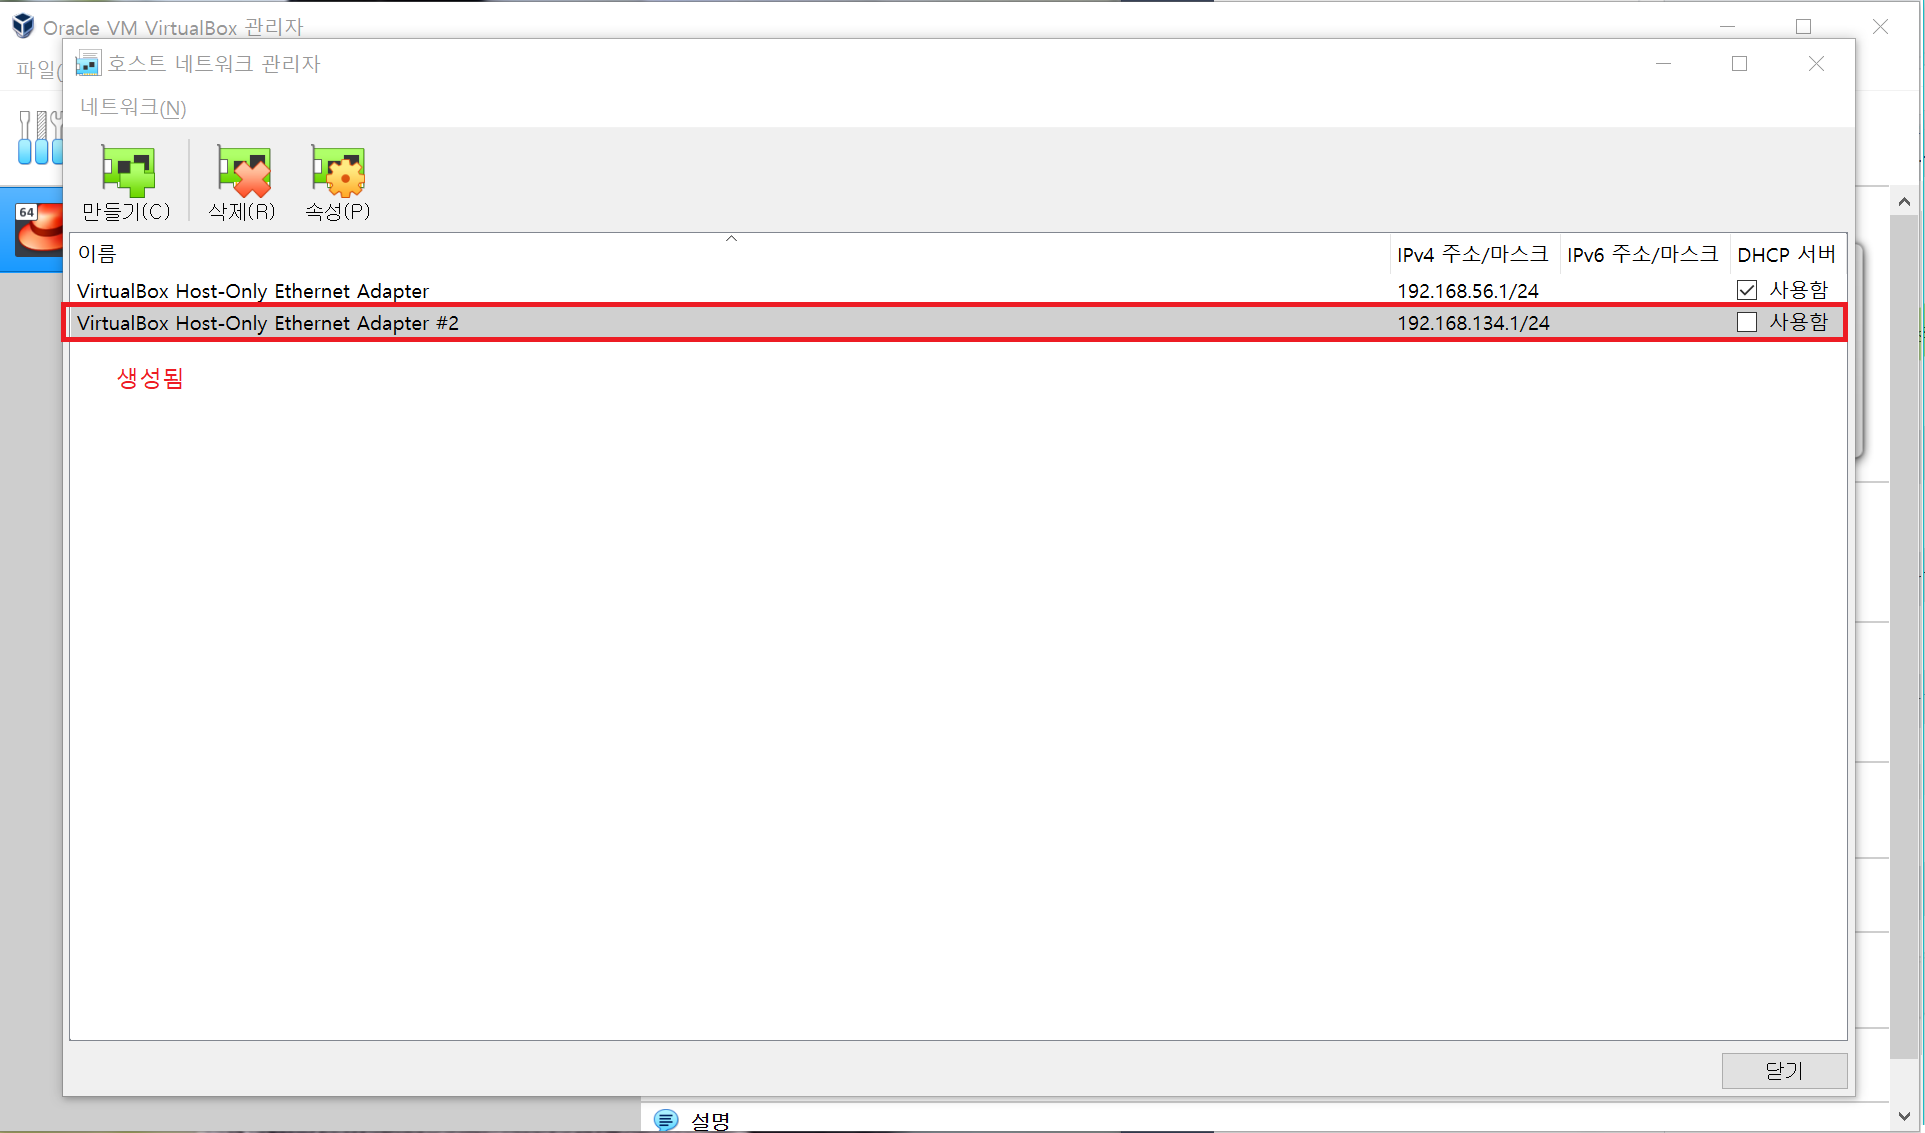 Oracle VM VirtualBox 관리자
파일(
호스트 네트워크 관리자
네트워크(N)
만들기(C) 삭제(R) 속성(P)
64
이름 IPv4 주소/마스크 IPv6 주소/마스크 DHCP 서버
VirtualBox Host-Only Ethernet Adapter 192.168.56.1/24 사용함
VirtualBox Host-Only Ethernet Adapter #2 192.168.134.1/24 사용함
생성됨
닫기
설명